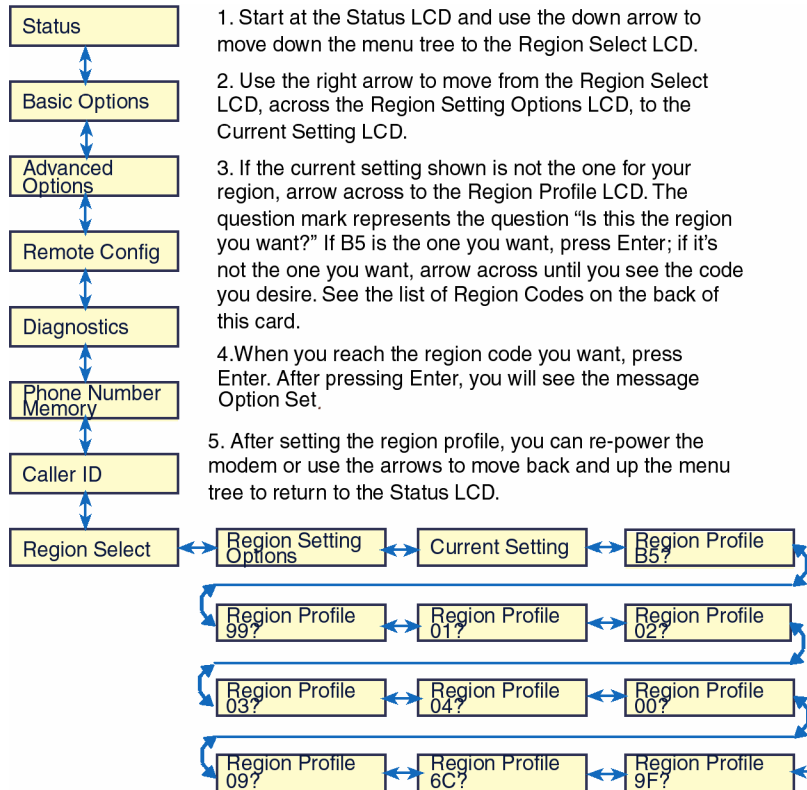 Status
Basic Options
Advanced
Options
Remote Config
Diagnostics
Phone Number
Memory
Caller ID
1. Start at the Status LCD and use the down arrow to
move down the menu tree to the Region Select LCD.
2. Use the right arrow to move from the Region Select
LCD, across the Region Setting Options LCD, to the
Current Setting LCD.
3. If the current setting shown is not the one for your
region, arrow across to the Region Profile LCD. The
question mark represents the question “Is this the region
you want?” If B5 is the one you want, press Enter; if it’s
not the one you want, arrow across until you see the code
you desire. See the list of Region Codes on the back of
this card.
4.When you reach the region code you want, press
Enter. After pressing Enter, you will see the message
Option Set.
5. After setting the region profile, you can re-power the
modem or use the arrows to move back and up the menu
tree to return to the Status LCD.
Region Select
Region Setting
Options
Current Setting
Region Profile
B5?
Region Profile
99?
Region Profile
01?
Region Profile
02?
Region Profile
03?
Region Profile
04?
Region Profile
00?
Region Profile
09?
Region Profile
6C?
Region Profile
9F?